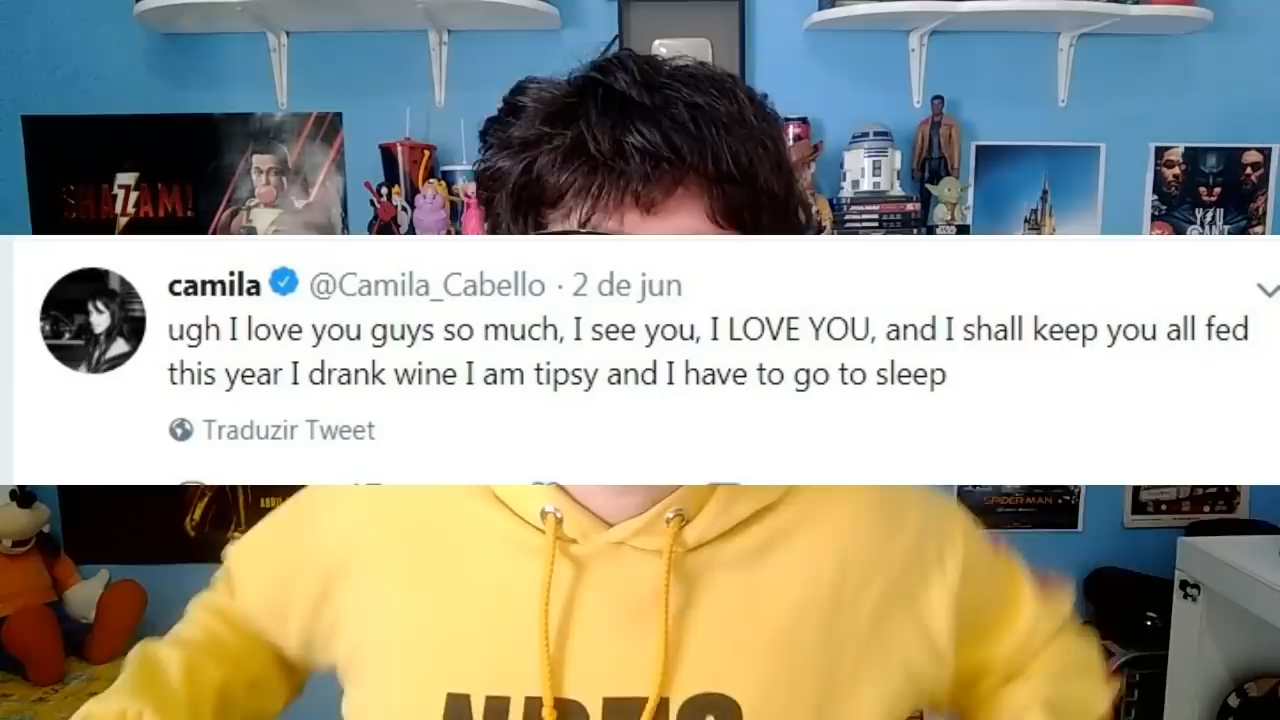 SHAZAM!
YOU
CAN'T
camila @Camila_Cabello · 2 de jun
ugh I love you guys so much, I see you, I LOVE YOU, and I shall keep you all fed
this year I drank wine I am tipsy and I have to go to sleep
Traduzir Tweet
SPIDER-MAN